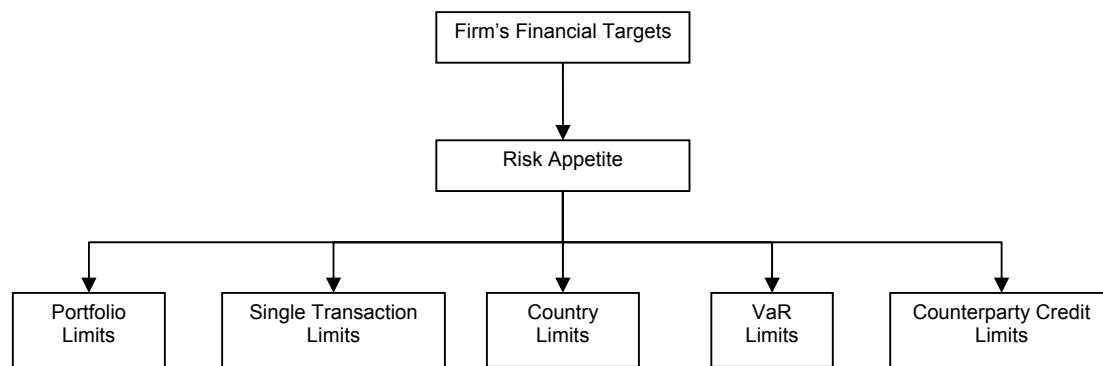 Firm’s Financial Targets
Risk Appetite
Portfolio
Limits
Single Transaction
Limits
Country
Limits
VaR
Limits
Counterparty Credit
Limits